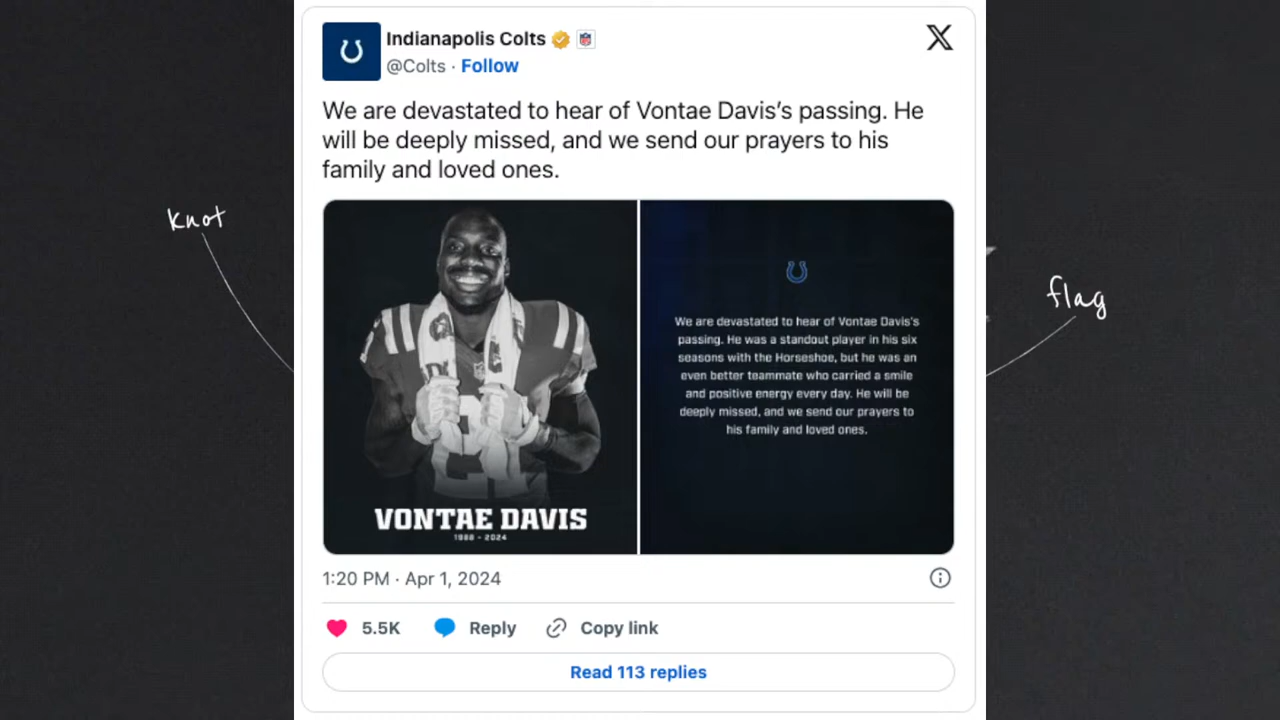 Indianapolis Colts
@Colts · Follow
We are devastated to hear of Vontae Davis's passing. He
will be deeply missed, and we send our prayers to his
family and loved ones.
knot
flag
We are devastated to hear of Vontae Davis's
passing. He was a standout player in his six
seasons with the Horseshoe, but he was an
even better teammate who carried a smile
and positive energy every day. He will be
deeply missed, and we send our prayers to
his family and loved ones.
VONTAE DAVIS
1988 - 2024
1:20 PM · Apr 1, 2024
5.5K
Reply
Copy link
Read 113 replies